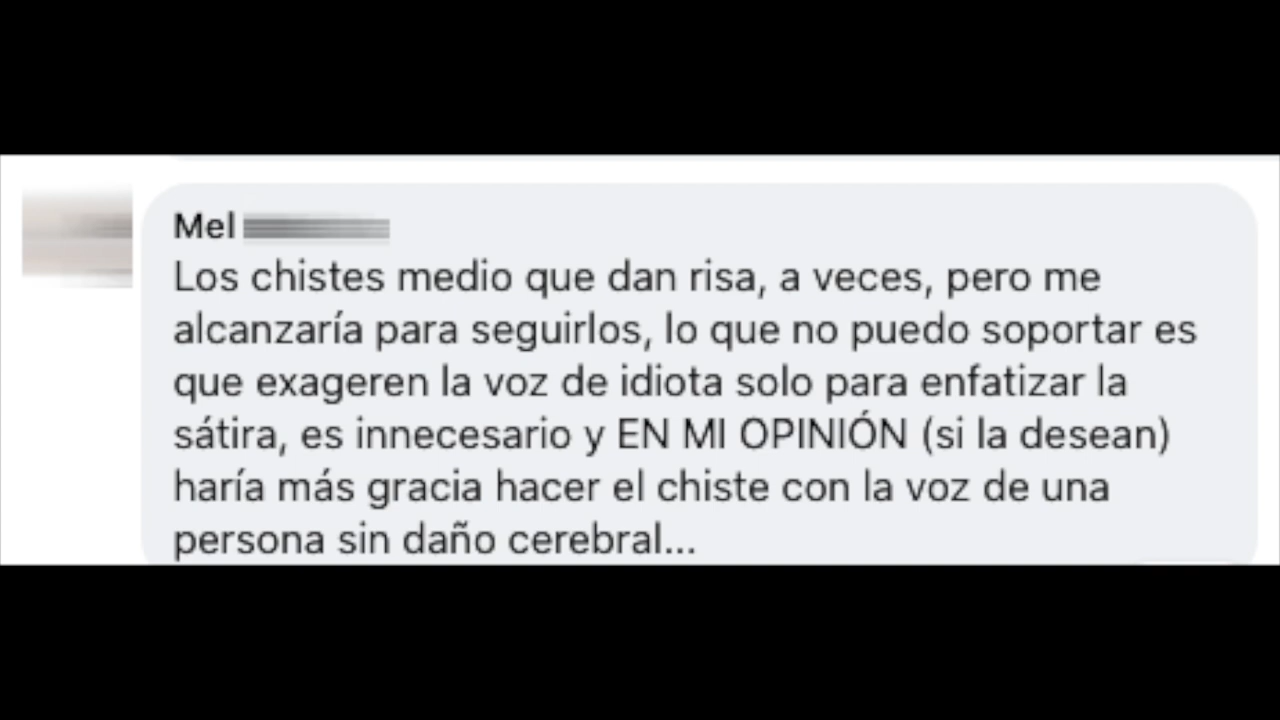 Mel
Los chistes medio que dan risa, a veces, pero me
alcanzaría para seguirlos, lo que no puedo soportar es
que exageren la voz de idiota solo para enfatizar la
sátira, es innecesario y EN MI OPINIÓN (si la desean)
haría más gracia hacer el chiste con la voz de una
persona sin daño cerebral...